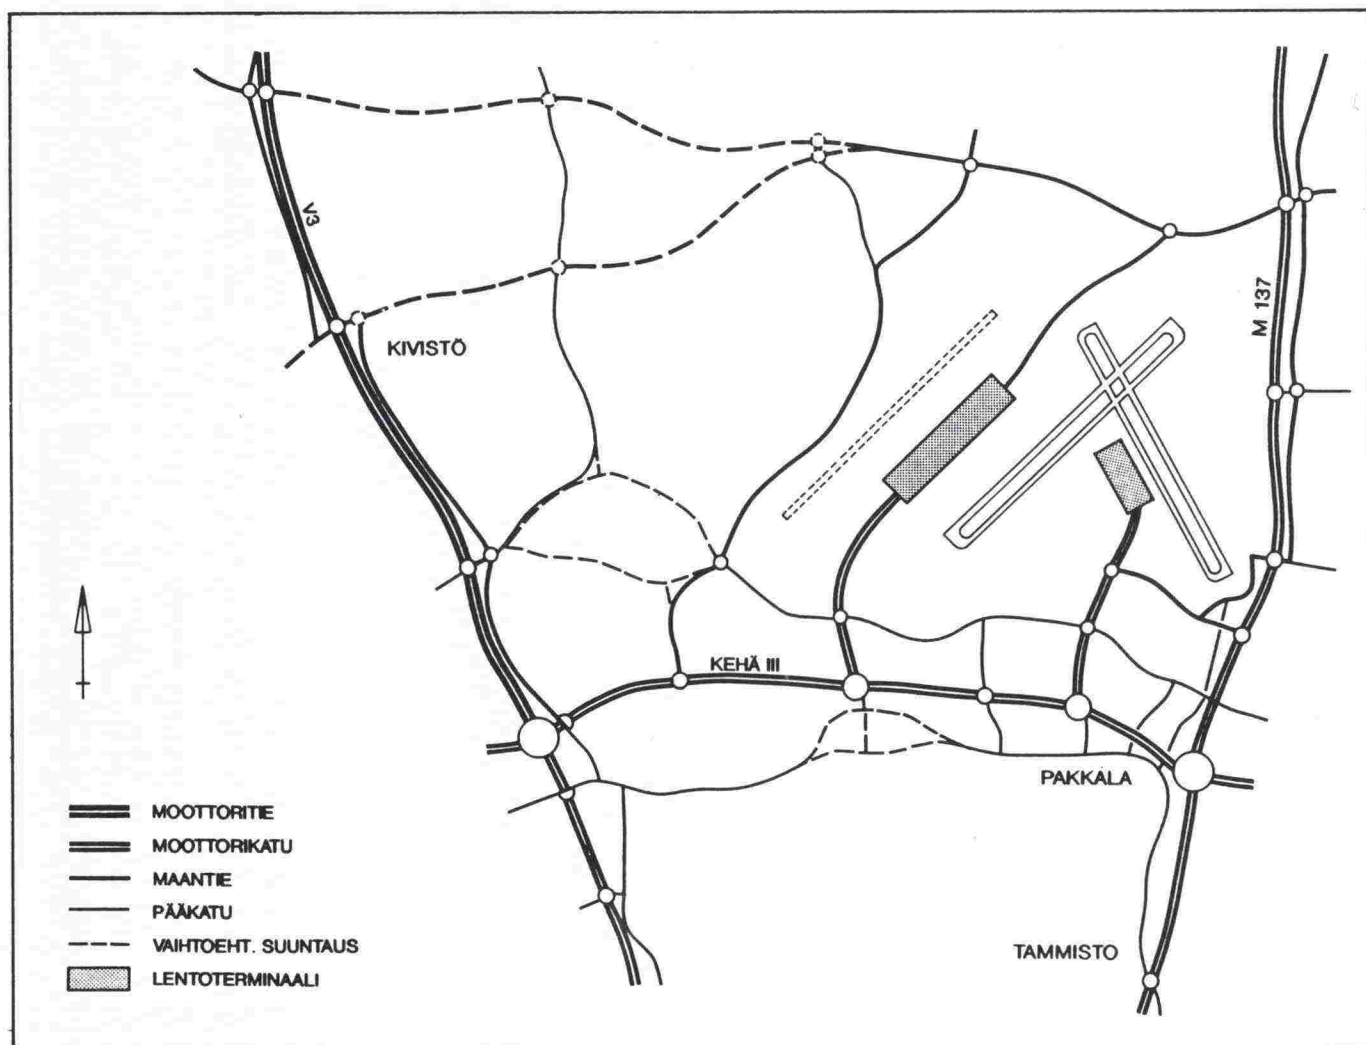 V3
M 137
KIVISTÖ
KEHÄ III
PAKKALA
TAMMISTO
MOOTTORITIE
MOOTTORIKATU
MAANTIE
PÄÄKATU
VAIHTOEHT. SUUNTAUS
LENTOTERMINAALI